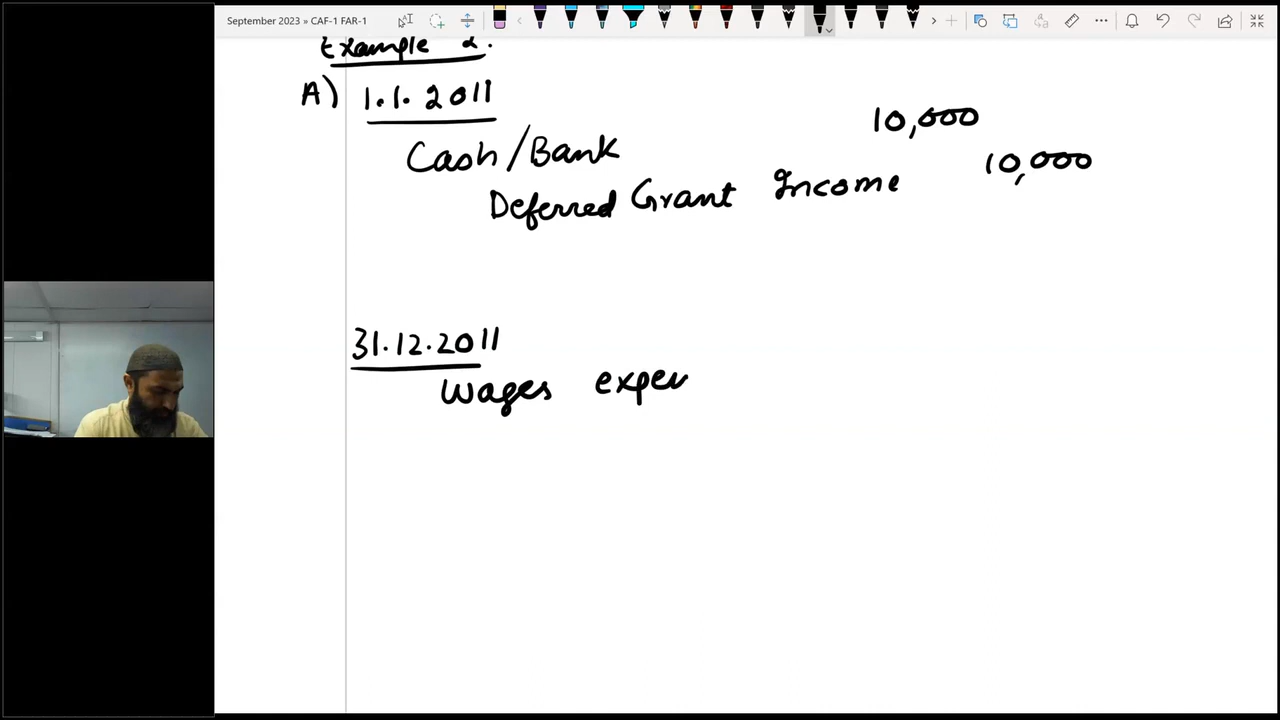 September 2023 » CAF-1 FAR-1
Example 2.
A) 1.1.2011
Cash/Bank 10,000
Deferred Grant Income 10,000
31.12.2011
Wages expen